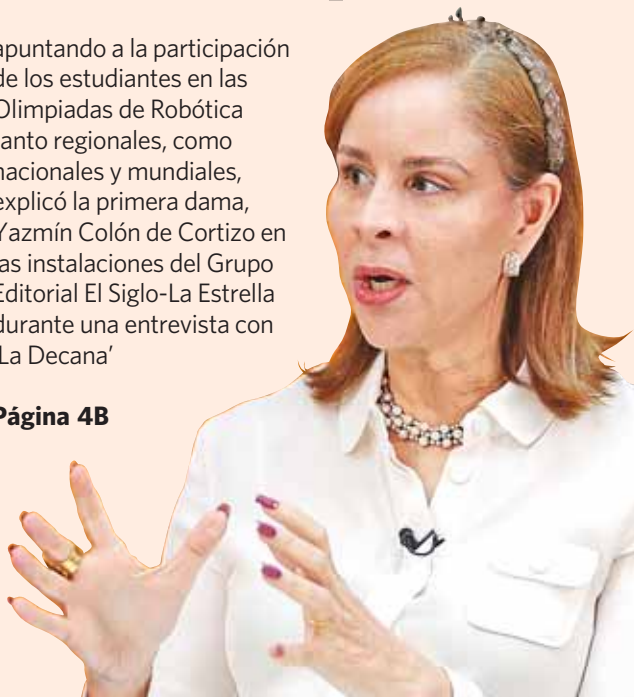 apuntando a la participación
de los estudiantes en las
Olimpiadas de Robótica
tanto regionales, como
nacionales y mundiales,
explicó la primera dama,
Yazmín Colón de Cortizo en
las instalaciones del Grupo
Editorial El Siglo-La Estrella
durante una entrevista con
'La Decana'
Página 4B